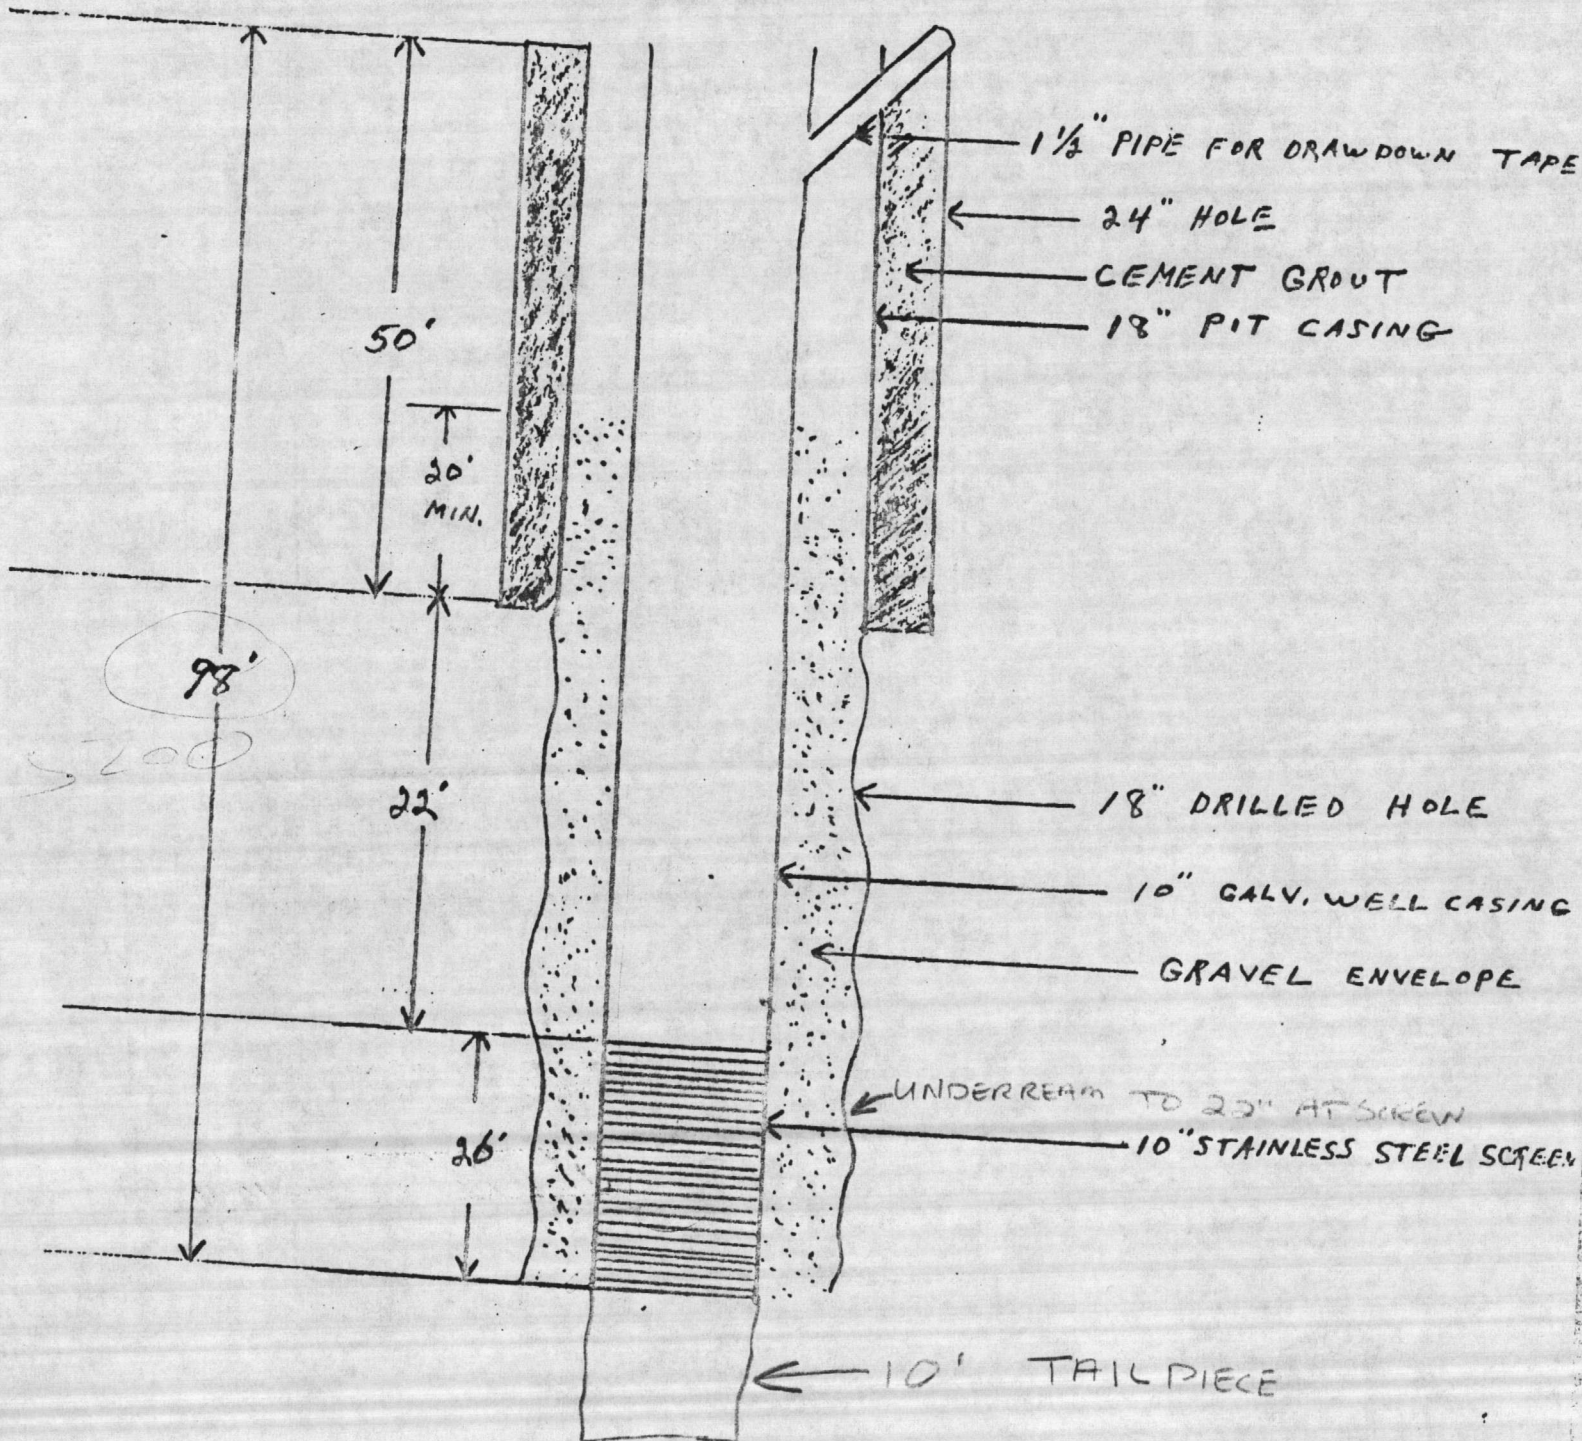 1 1/2" PIPE FOR DRAWDOWN TAPE
24" HOLE
CEMENT GROUT
18" PIT CASING
50'
20'
MIN.
98'
22'
18" DRILLED HOLE
10" GALV. WELL CASING
GRAVEL ENVELOPE
UNDERREAM TO 22" AT SCREEN
10" STAINLESS STEEL SCREEN
26'
10' TAILPIECE